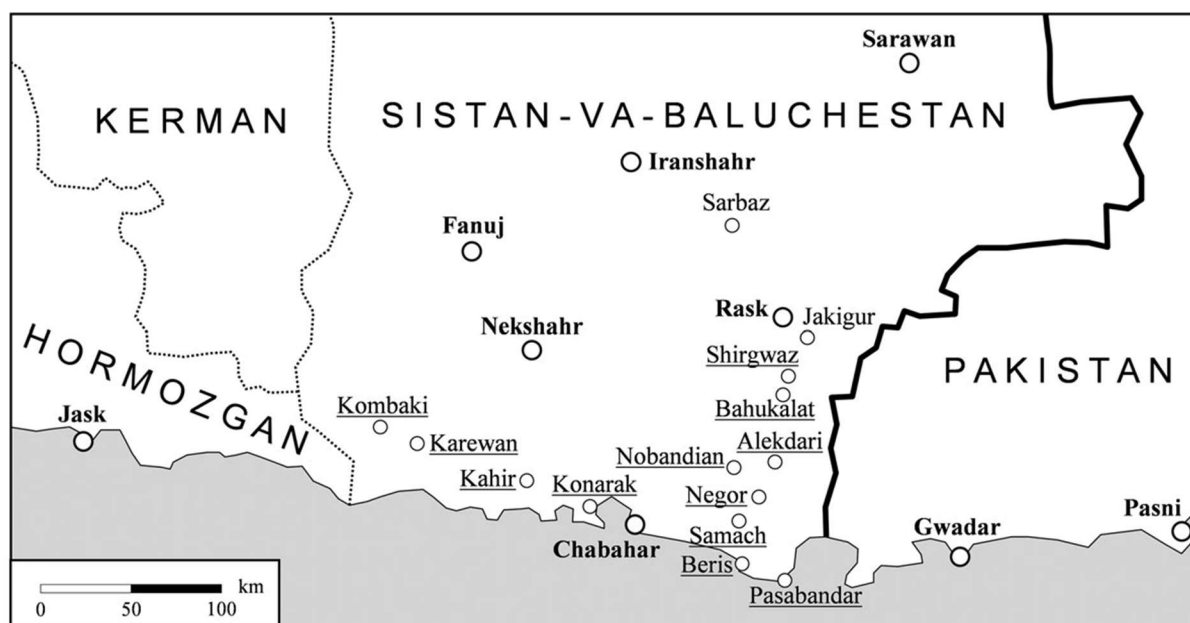 Sarawan
KERMAN
SISTAN-VA-BALUCHESTAN
Iranshahr
Sarbaz
Fanuj
Rask
Jakigur
Nekshahr
HORMOZGAN
Shirgwaz
PAKISTAN
Bahukalat
Kombaki
Jask
Karewan
Alekdari
Nobandian
Kahir
Konarak
Negor
Pasni
Samach
Chabahar
Gwadar
Beris
Pasabandar
km
0 50 100